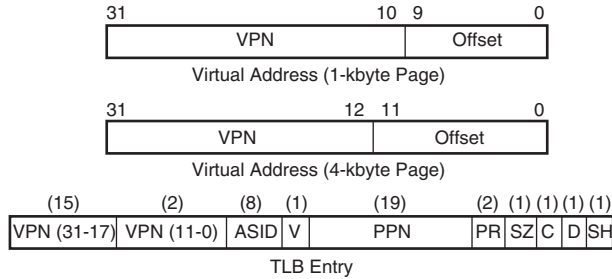 31 10 9 0
VPN Offset
Virtual Address (1-kbyte Page)
31 12 11 0
VPN Offset
Virtual Address (4-kbyte Page)
(15) (2) (8) (1) (19) (2) (1) (1) (1) (1)
VPN (31-17) VPN (11-0) ASID V PPN PR SZ C D SH
TLB Entry